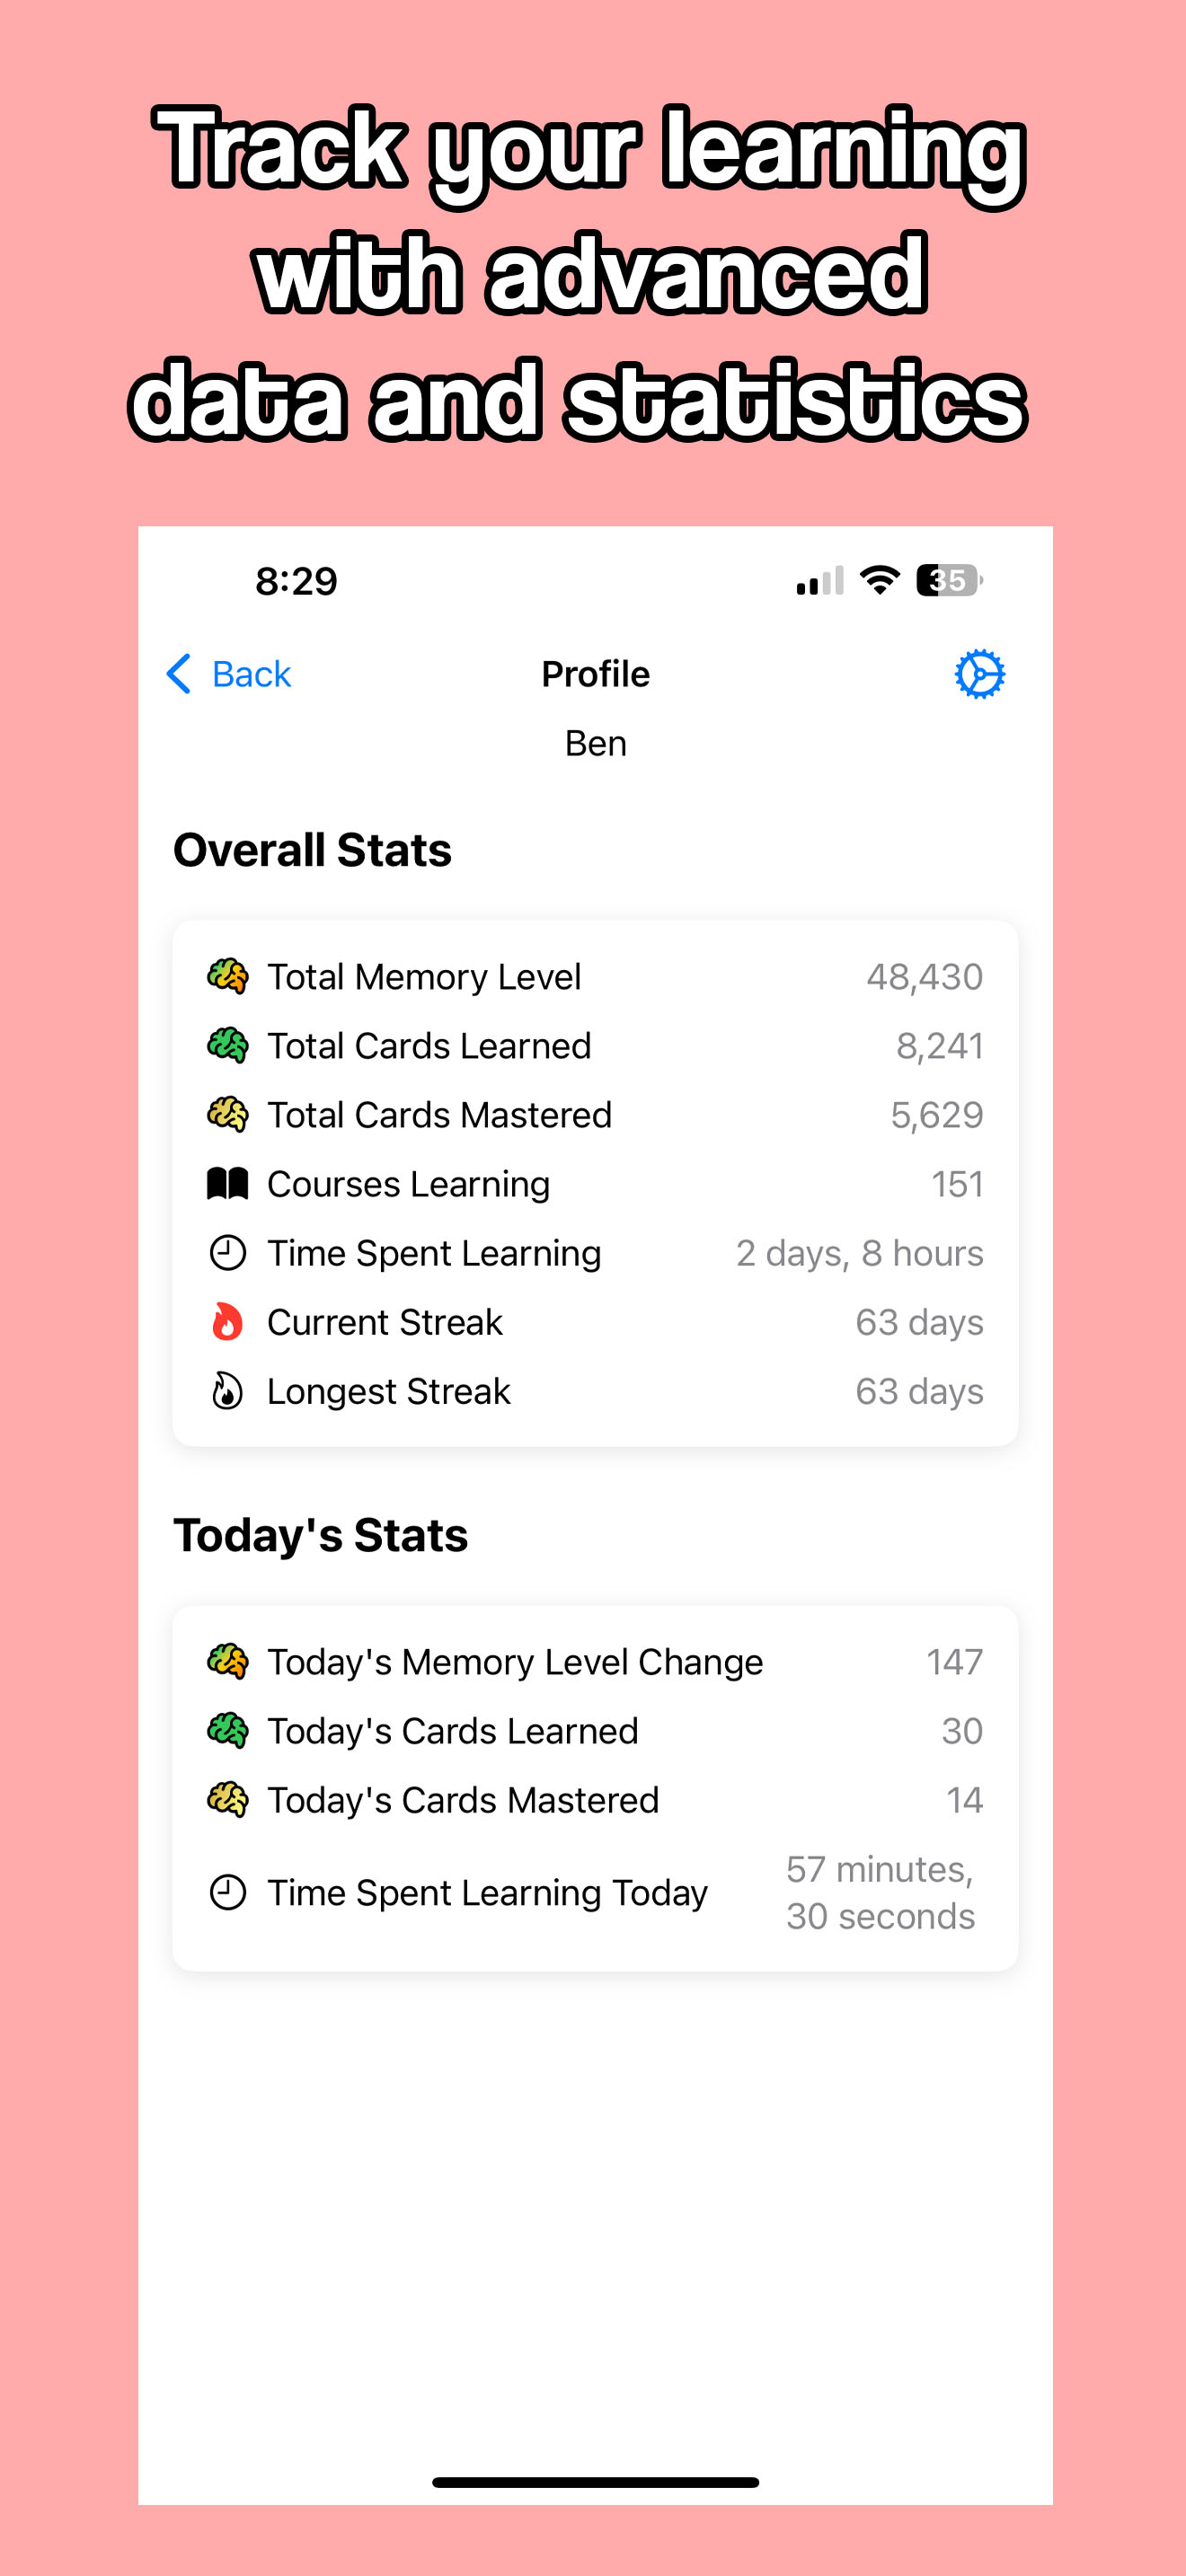 Track your learning
with advanced
data and statistics
8:29
35
Back
Profile
Ben
Overall Stats
Total Memory Level 48,430
Total Cards Learned 8,241
Total Cards Mastered 5,629
Courses Learning 151
Time Spent Learning 2 days, 8 hours
Current Streak 63 days
Longest Streak 63 days
Today's Stats
Today's Memory Level Change 147
Today's Cards Learned 30
Today's Cards Mastered 14
Time Spent Learning Today
57 minutes,
30 seconds